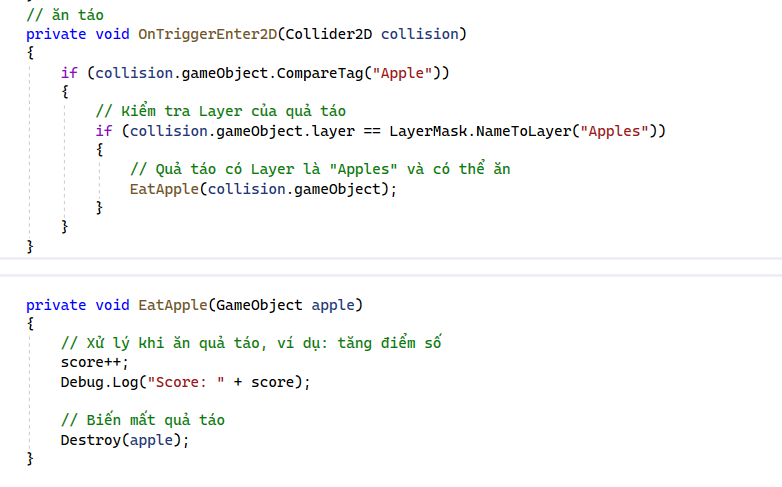 // ăn táo
private void OnTriggerEnter2D(Collider2D collision)
{
if (collision.gameObject.CompareTag("Apple"))
{
// Kiểm tra Layer của quả táo
if (collision.gameObject.layer == LayerMask.NameToLayer("Apples"))
{
// Quả táo có Layer là "Apples" và có thể ăn
EatApple(collision.gameObject);
}
}
}
private void EatApple(GameObject apple)
{
// Xử lý khi ăn quả táo, ví dụ: tăng điểm số
score++;
Debug.Log("Score: " + score);
// Biến mất quả táo
Destroy(apple);
}